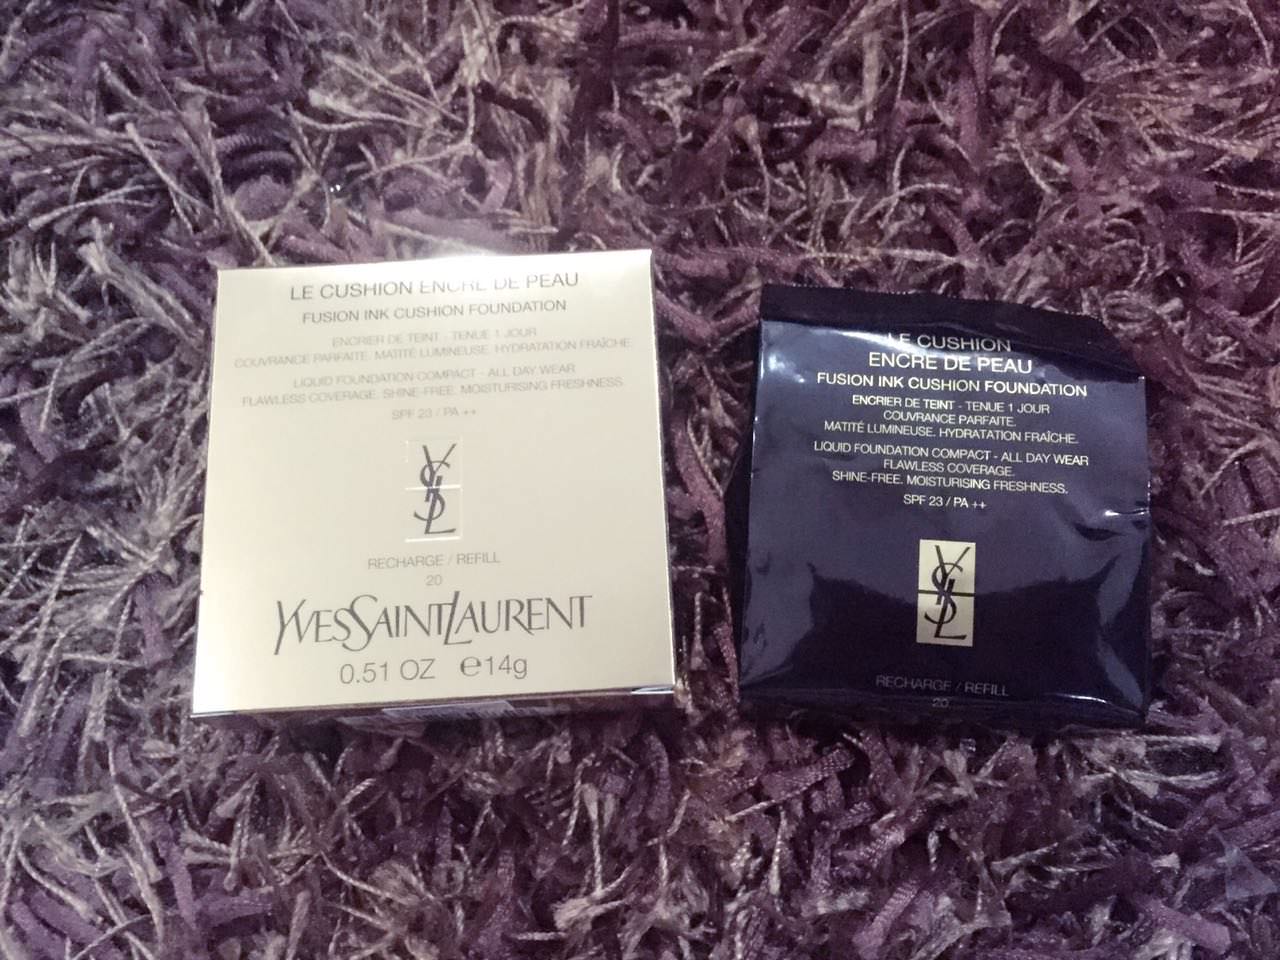 LE CUSHION ENCRE DE PEAU
FUSION INK CUSHION FOUNDATION
ENCRIER DE TEINT - TENUE 1 JOUR
COUVRANCE PARFAITE. MATITÉ LUMINEUSE. HYDRATATION FRAÎCHE.
LIQUID FOUNDATION COMPACT - ALL DAY WEAR
FLAWLESS COVERAGE. SHINE-FREE. MOISTURISING FRESHNESS.
SPF 23 / PA ++
YSL
RECHARGE / REFILL
20
YVESSAINTLAURENT
0.51 OZ e14g
LE CUSHION
ENCRE DE PEAU
FUSION INK CUSHION FOUNDATION
ENCRIER DE TEINT - TENUE 1 JOUR
COUVRANCE PARFAITE.
MATITÉ LUMINEUSE. HYDRATATION FRAÎCHE.
LIQUID FOUNDATION COMPACT - ALL DAY WEAR
FLAWLESS COVERAGE.
SHINE-FREE. MOISTURISING FRESHNESS.
SPF 23 / PA ++
YSL
RECHARGE / REFILL
20